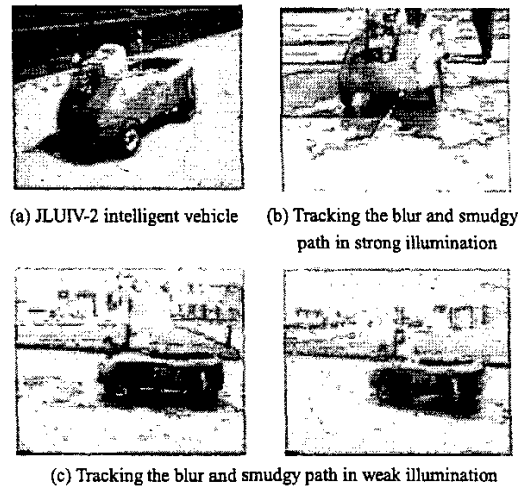 (a) JLUIV-2 intelligent vehicle
(b) Tracking the blur and smudgy
path in strong illumination
(c) Tracking the blur and smudgy path in weak illumination